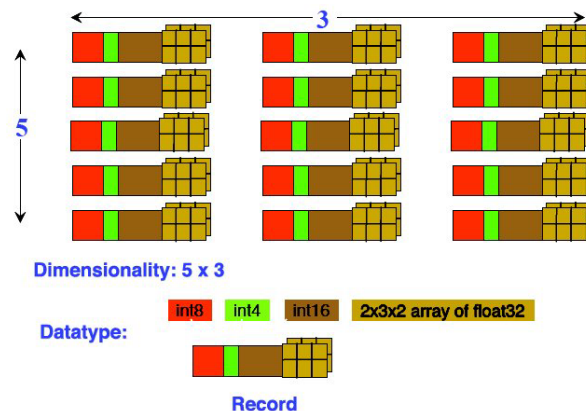 3
5
Dimensionality: 5 x 3
int8 int4 int16 2x3x2 array of float32
Datatype:
Record